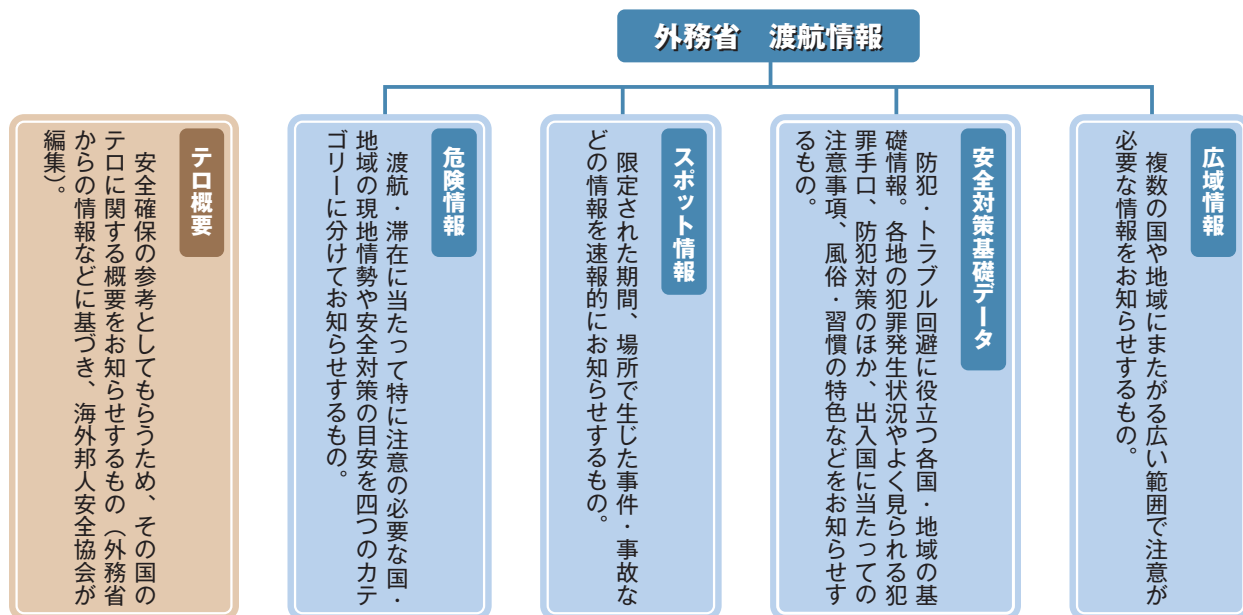 外務省　渡航情報
広域情報
複数の国や地域にまたがる広い範囲で注意が
必要な情報をお知らせするもの。
安全対策基礎データ
防犯・トラブル回避に役立つ各国・地域の基
礎情報。各地の犯罪発生状況やよく見られる犯
罪手口、防犯対策のほか、出入国に当たっての
注意事項、風俗・習慣の特色などをお知らせす
るもの。
スポット情報
限定された期間、場所で生じた事件・事故な
どの情報を速報的にお知らせするもの。
危険情報
渡航・滞在に当たって特に注意の必要な国・
地域の現地情勢や安全対策の目安を四つのカテ
ゴリーに分けてお知らせするもの。
テロ概要
安全確保の参考としてもらうため、その国の
テロに関する概要をお知らせするもの（外務省
からの情報などに基づき、海外邦人安全協会が
編集）。